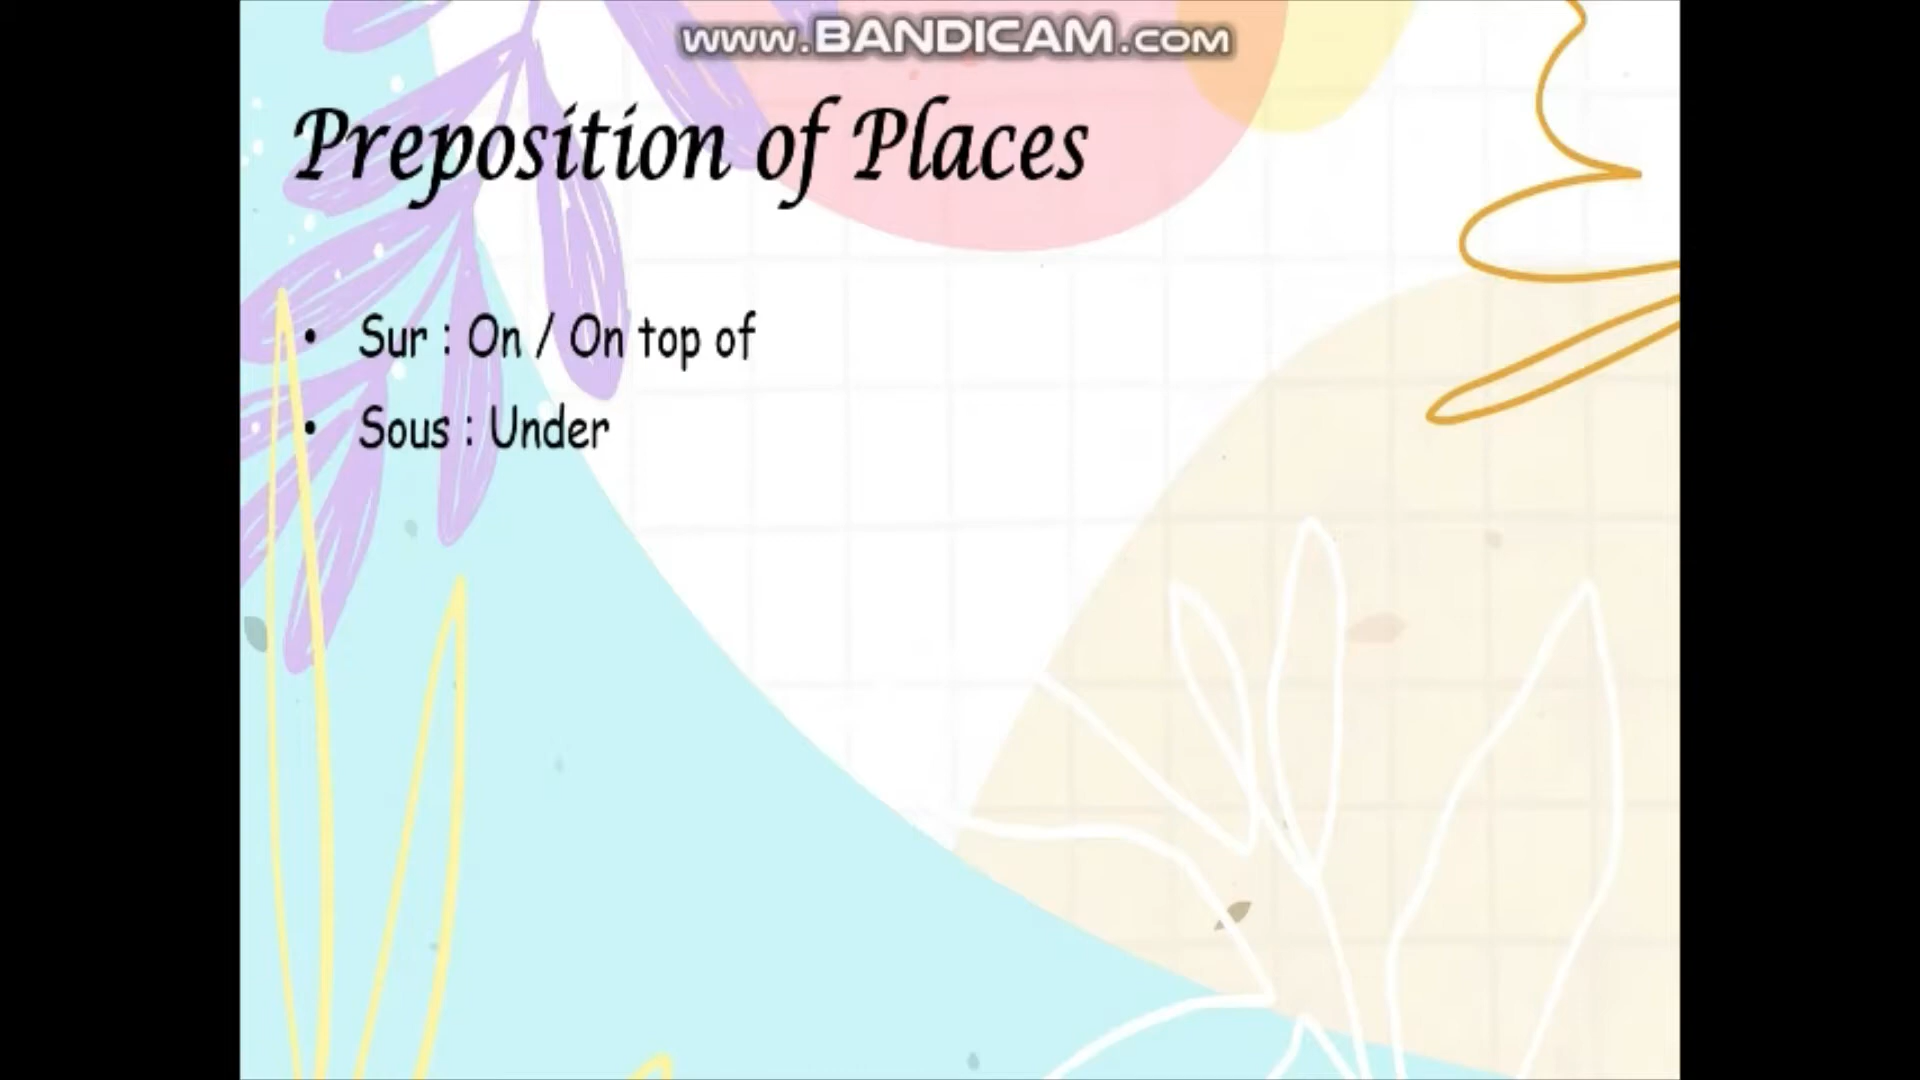 www.BANDICAM.com
Preposition of Places
• Sur : On / On top of
• Sous : Under